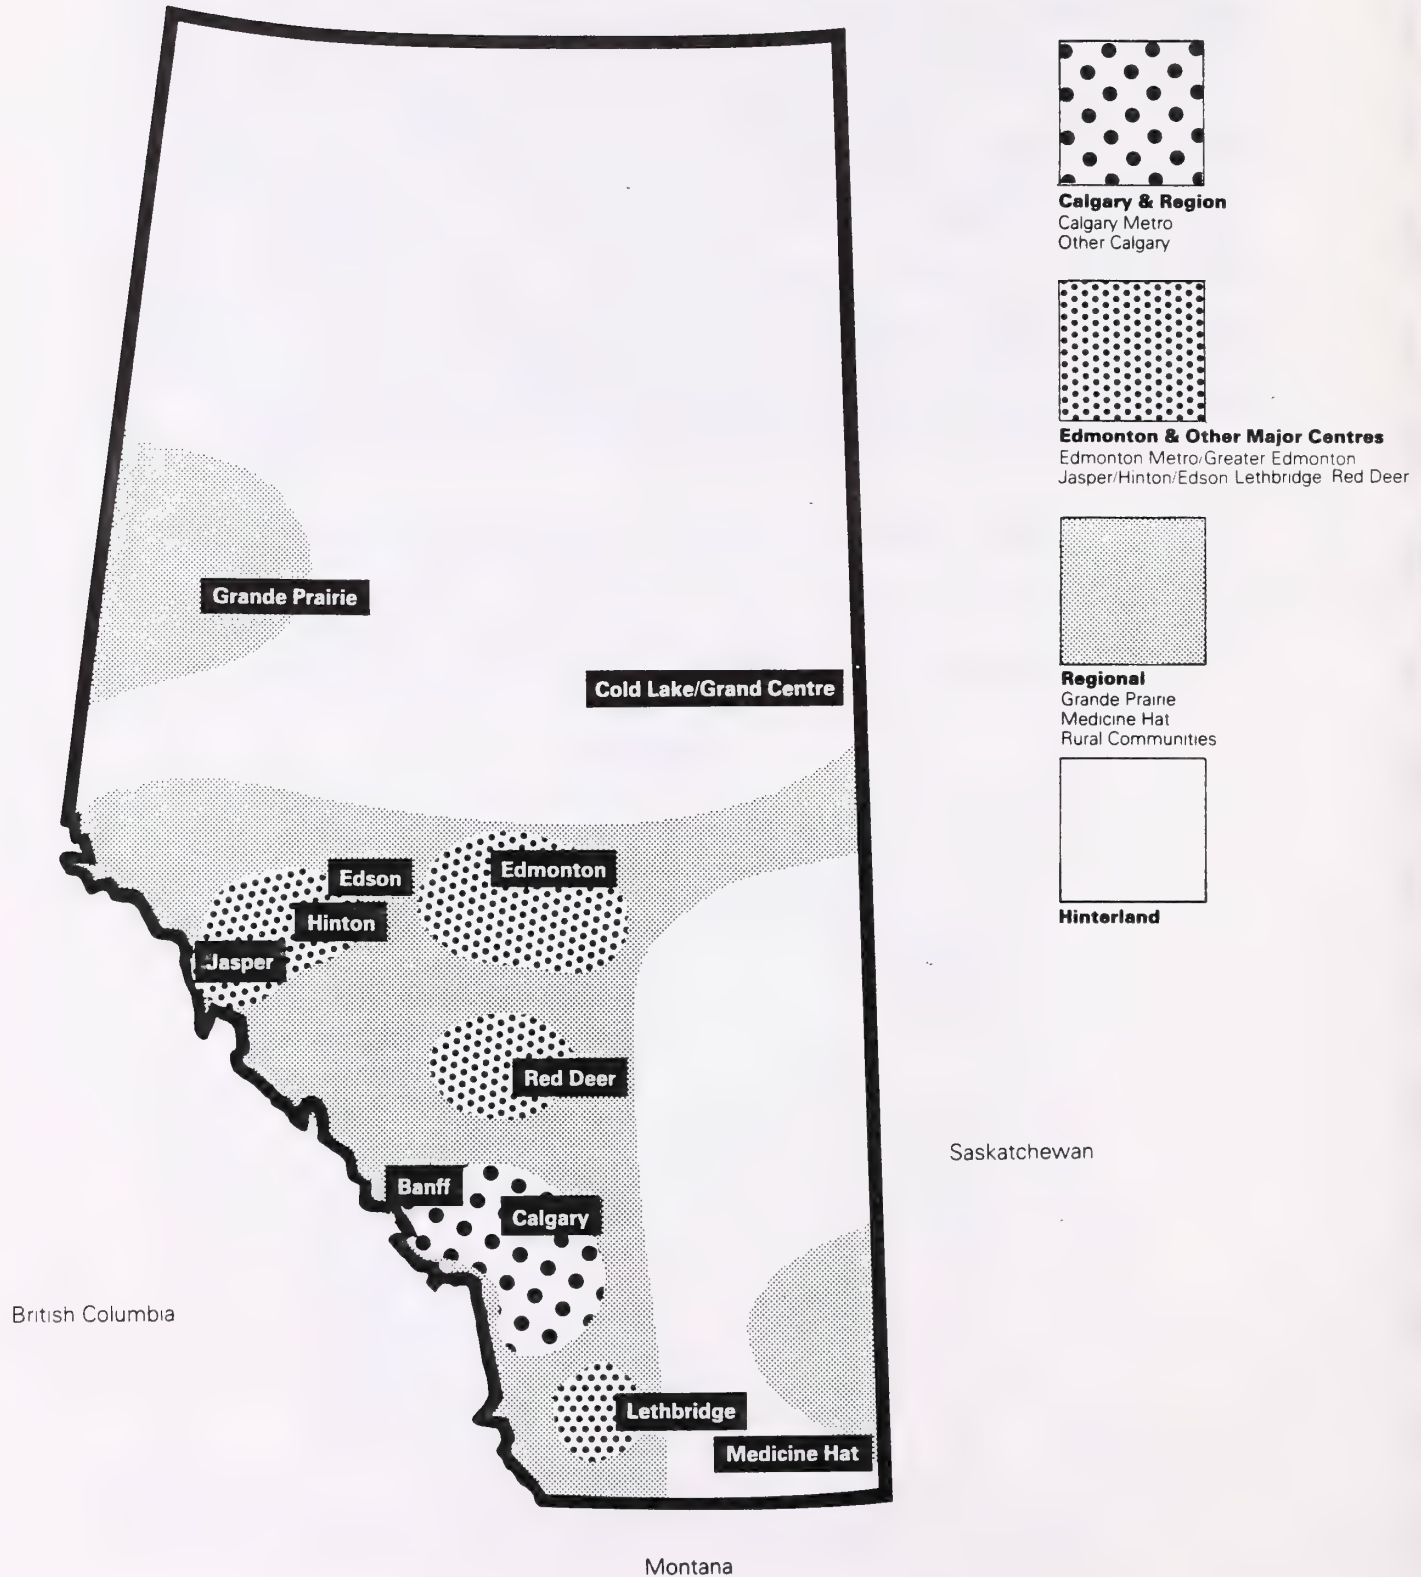 Calgary & Region
Calgary Metro
Other Calgary
Edmonton & Other Major Centres
Edmonton Metro/Greater Edmonton
Jasper/Hinton/Edson Lethbridge Red Deer
Regional
Grande Prairie
Medicine Hat
Rural Communities
Hinterland
Grande Prairie
Cold Lake/Grand Centre
Edson
Edmonton
Hinton
Jasper
Red Deer
Saskatchewan
Banff
Calgary
British Columbia
Lethbridge
Medicine Hat
Montana